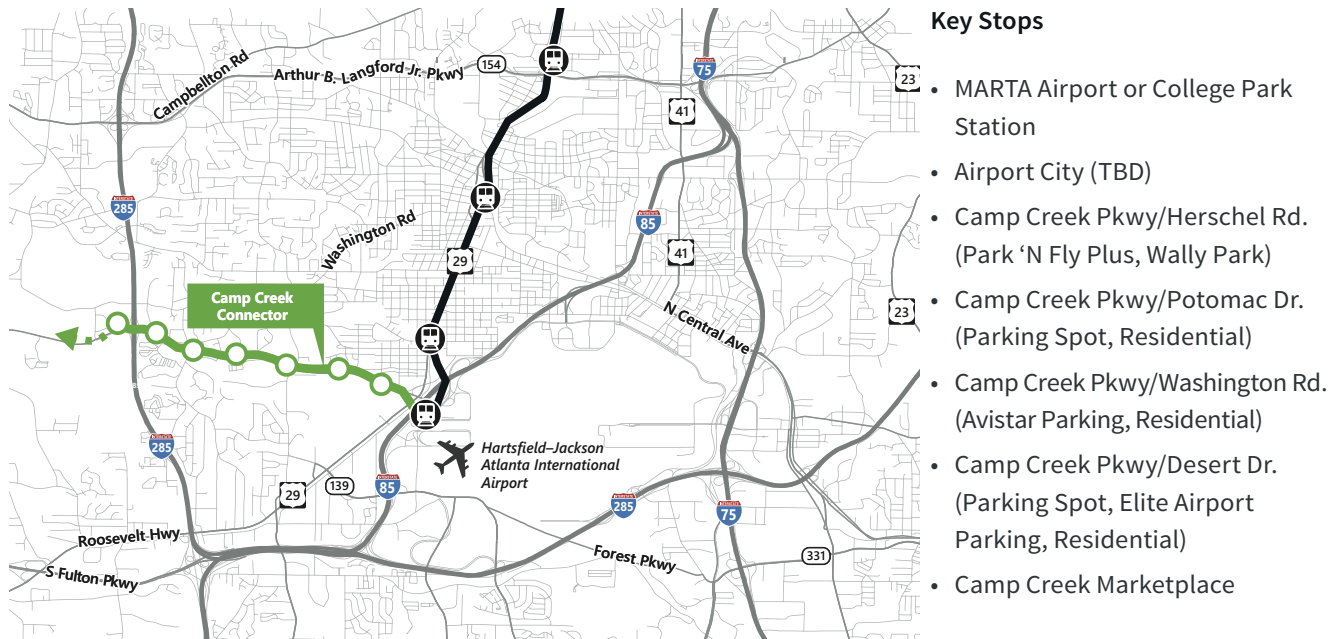 Campbellton Rd
Arthur B. Langford Jr. Pkwy
154
75
23
41
285
85
Washington Rd
29
41
23
Camp Creek
Connector
N Central Ave
285
Hartsfield–Jackson
Atlanta International
Airport
29
139
85
285
75
Roosevelt Hwy
S Fulton Pkwy
Forest Pkwy
331
Key Stops
• MARTA Airport or College Park
Station
• Airport City (TBD)
• Camp Creek Pkwy/Herschel Rd.
(Park ‘N Fly Plus, Wally Park)
• Camp Creek Pkwy/Potomac Dr.
(Parking Spot, Residential)
• Camp Creek Pkwy/Washington Rd.
(Avistar Parking, Residential)
• Camp Creek Pkwy/Desert Dr.
(Parking Spot, Elite Airport
Parking, Residential)
• Camp Creek Marketplace